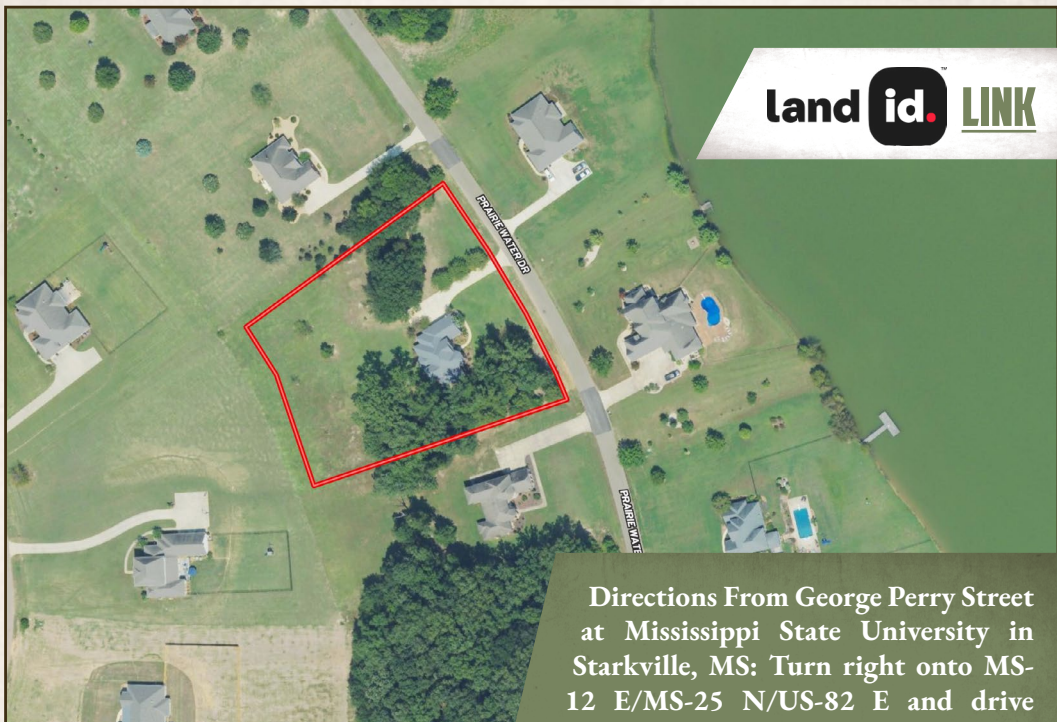 land id.™ LINK
PRAIRIE WATER DR
PRAIRIE WATE
Directions From George Perry Street
at Mississippi State University in
Starkville, MS: Turn right onto MS-
12 E/MS-25 N/US-82 E and drive